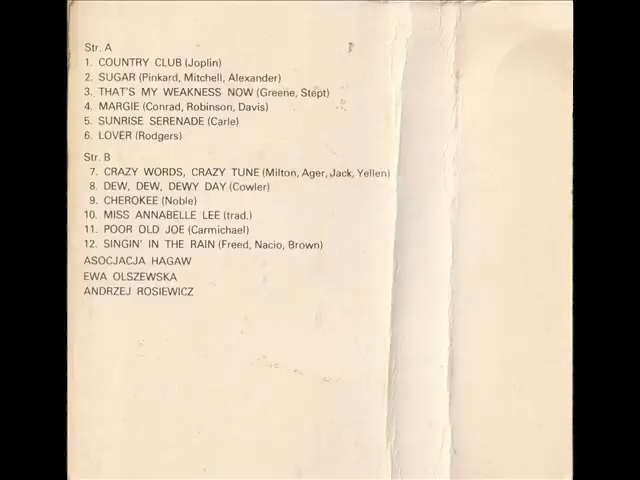 Str. A
1. COUNTRY CLUB (Joplin)
2. SUGAR (Pinkard, Mitchell, Alexander)
3. THAT'S MY WEAKNESS NOW (Greene, Stept)
4. MARGIE (Conrad, Robinson, Davis)
5. SUNRISE SERENADE (Carle)
6. LOVER (Rodgers)
Str. B
7. CRAZY WORDS, CRAZY TUNE (Milton, Ager, Jack, Yellen)
8. DEW, DEW, DEWY DAY (Cowler)
9. CHEROKEE (Noble)
10. MISS ANNABELLE LEE (trad.)
11. POOR OLD JOE (Carmichael)
12. SINGIN' IN THE RAIN (Freed, Nacio, Brown)
ASOCJACJA HAGAW
EWA OLSZEWSKA
ANDRZEJ ROSIEWICZ